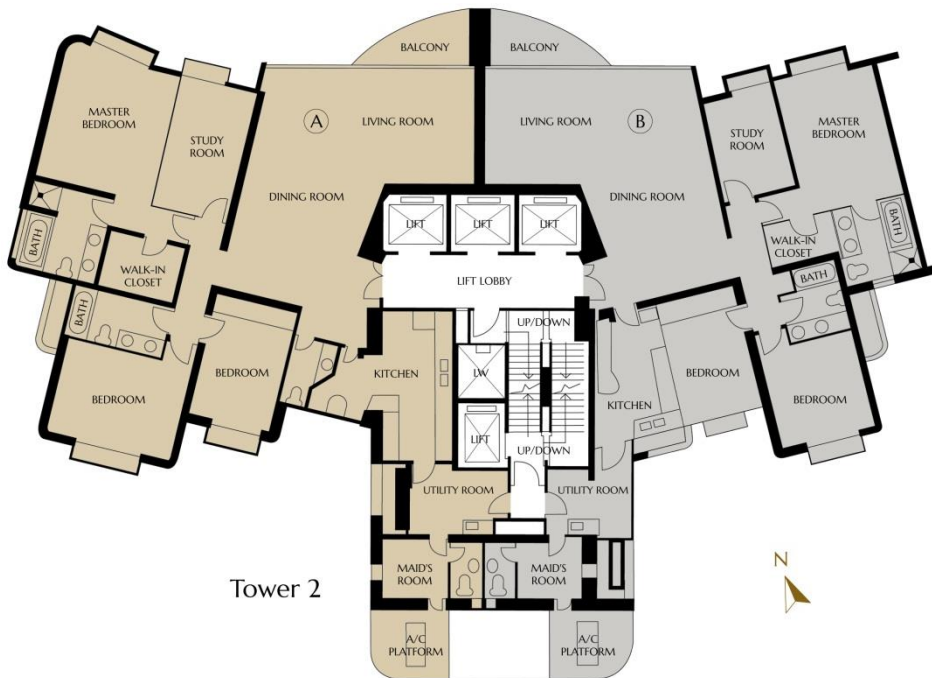 BALCONY
BALCONY
MASTER
BEDROOM
STUDY
ROOM
A
LIVING ROOM
LIVING ROOM
B
STUDY
ROOM
MASTER
BEDROOM
DINING ROOM
DINING ROOM
LIFT
LIFT
LIFT
BATH
BATH
WALK-IN
CLOSET
WALK-IN
CLOSET
LIFT LOBBY
BATH
BATH
UP/DOWN
BEDROOM
BEDROOM
KITCHEN
LW
KITCHEN
BEDROOM
BEDROOM
LIFT
UP/DOWN
UTILITY ROOM
UTILITY ROOM
MAID'S
ROOM
MAID'S
ROOM
Tower 2
N
A/C
PLATFORM
A/C
PLATFORM